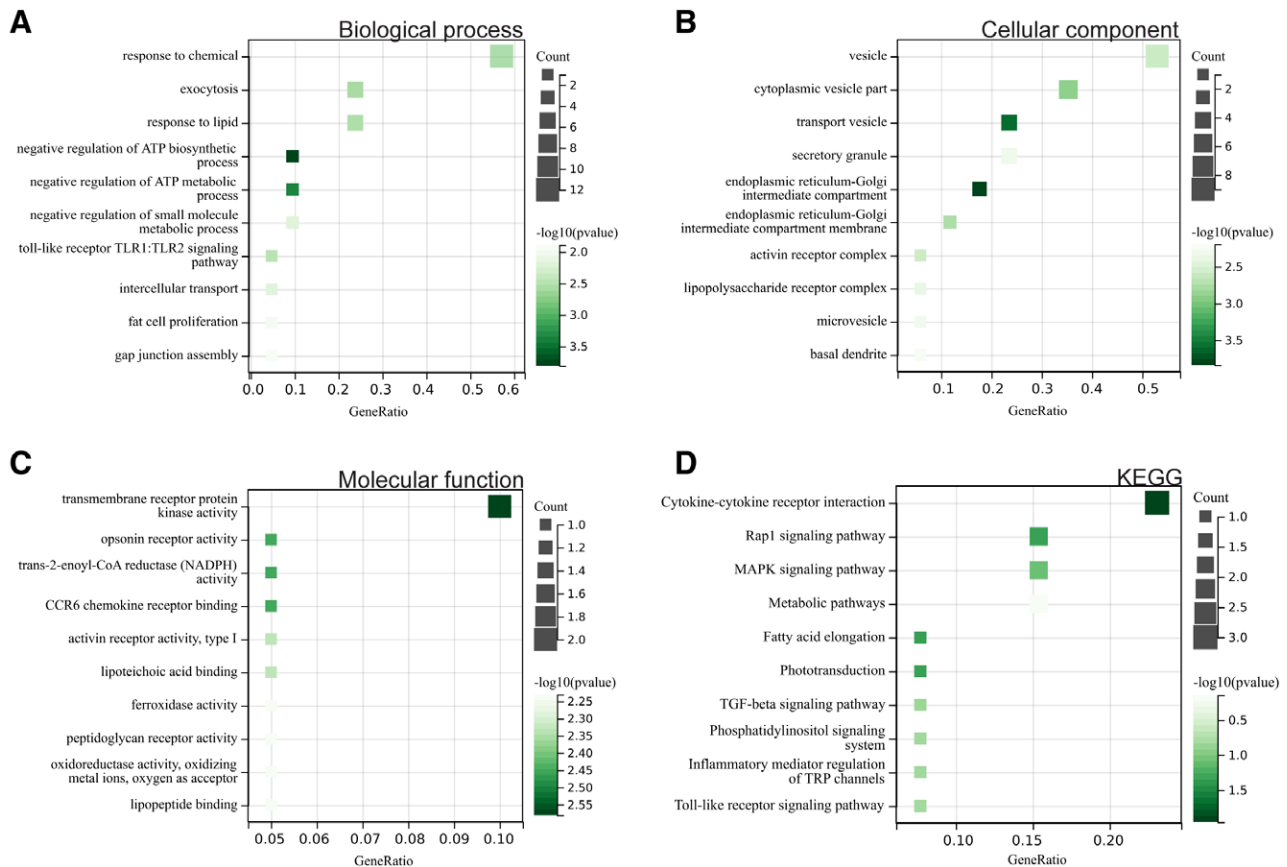 A
Biological process
response to chemical
exocytosis
response to lipid
negative regulation of ATP biosynthetic
process
negative regulation of ATP metabolic
process
negative regulation of small molecule
metabolic process
toll-like receptor TLR1:TLR2 signaling
pathway
intercellular transport
fat cell proliferation
gap junction assembly
0.0 0.1 0.2 0.3 0.4 0.5 0.6
GeneRatio
Count
2
4
6
8
10
12
-log10(pvalue)
2.0
2.5
3.0
3.5
B
Cellular component
vesicle
cytoplasmic vesicle part
transport vesicle
secretory granule
endoplasmic reticulum-Golgi
intermediate compartment
endoplasmic reticulum-Golgi
intermediate compartment membrane
activin receptor complex
lipopolysaccharide receptor complex
microvesicle
basal dendrite
0.1 0.2 0.3 0.4 0.5
GeneRatio
Count
2
4
6
8
-log10(pvalue)
2.5
3.0
3.5
C
Molecular function
transmembrane receptor protein
kinase activity
opsonin receptor activity
trans-2-enoyl-CoA reductase (NADPH)
activity
CCR6 chemokine receptor binding
activin receptor activity, type I
lipoteichoic acid binding
ferroxidase activity
peptidoglycan receptor activity
oxidoreductase activity, oxidizing
metal ions, oxygen as acceptor
lipopeptide binding
0.05 0.06 0.07 0.08 0.09 0.10
GeneRatio
Count
1.0
1.2
1.4
1.6
1.8
2.0
-log10(pvalue)
2.25
2.30
2.35
2.40
2.45
2.50
2.55
D
KEGG
Cytokine-cytokine receptor interaction
Rap1 signaling pathway
MAPK signaling pathway
Metabolic pathways
Fatty acid elongation
Phototransduction
TGF-beta signaling pathway
Phosphatidylinositol signaling
system
Inflammatory mediator regulation
of TRP channels
Toll-like receptor signaling pathway
0.10 0.15 0.20
GeneRatio
Count
1.0
1.5
2.0
2.5
3.0
-log10(pvalue)
0.5
1.0
1.5